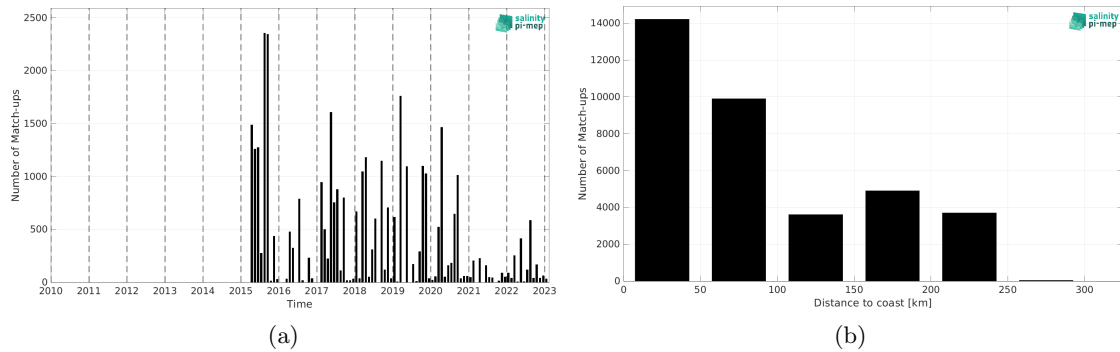 2500
2000
1500
1000
500
0
Number of Match-ups
2010 2011 2012 2013 2014 2015 2016 2017 2018 2019 2020 2021 2022 2023
Time
salinity
pi-mep
(a)
14000
12000
10000
8000
6000
4000
2000
0
Number of Match-ups
0 50 100 150 200 250 300
Distance to coast [km]
salinity
pi-mep
(b)